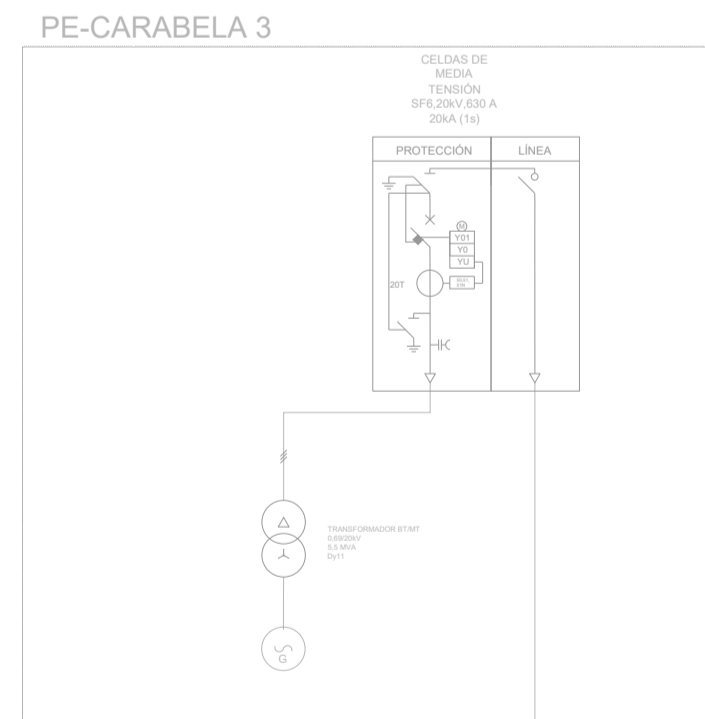 PE-CARABELA 3
CELDAS DE
MEDIA
TENSIÓN
SF6,20kV,630 A
20kA (1s)
PROTECCIÓN
LÍNEA
M
Y01
Y0
YU
20T
TRANSFORMADOR BT/MT
0,69/20kV
5,5 MVA
Dy11
G